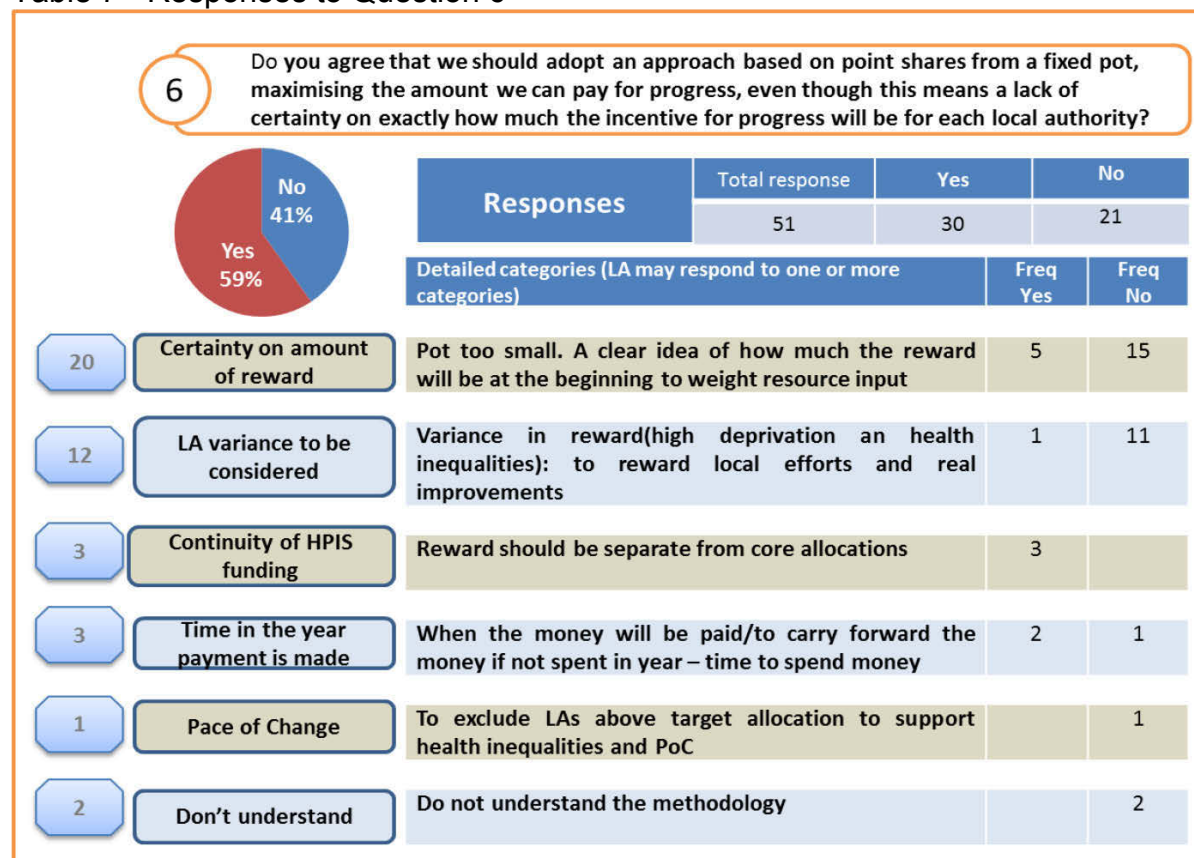 6
Do you agree that we should adopt an approach based on point shares from a fixed pot,
maximising the amount we can pay for progress, even though this means a lack of
certainty on exactly how much the incentive for progress will be for each local authority?
No
41%
Yes
59%
Responses
Total response
Yes
No
51
30
21
Detailed categories (LA may respond to one or more
categories)
Freq
Yes
Freq
No
20
Certainty on amount
of reward
Pot too small. A clear idea of how much the reward
will be at the beginning to weight resource input
5
15
12
LA variance to be
considered
Variance in reward(high deprivation an health
inequalities): to reward local efforts and real
improvements
1
11
3
Continuity of HPIS
funding
Reward should be separate from core allocations
3
3
Time in the year
payment is made
When the money will be paid/to carry forward the
money if not spent in year – time to spend money
2
1
1
Pace of Change
To exclude LAs above target allocation to support
health inequalities and PoC
1
2
Don’t understand
Do not understand the methodology
2